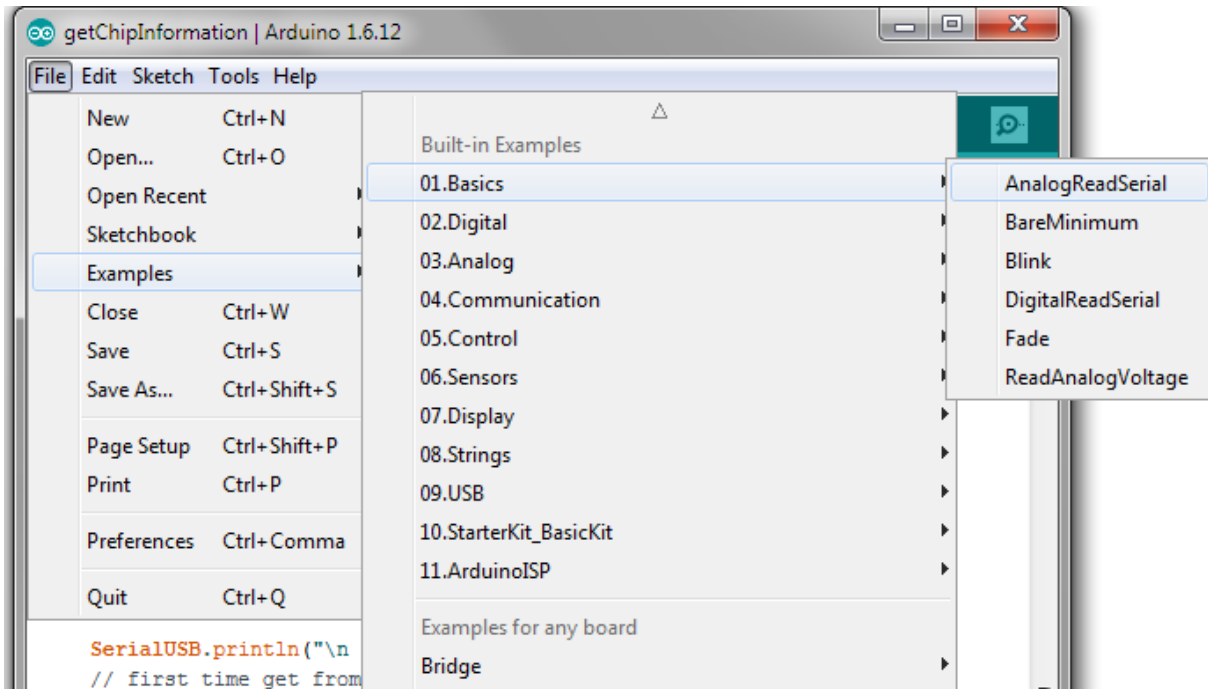 getChipInformation | Arduino 1.6.12
File Edit Sketch Tools Help
New Ctrl+N
Open... Ctrl+O
Open Recent
Sketchbook
Examples
Close Ctrl+W
Save Ctrl+S
Save As... Ctrl+Shift+S
Page Setup Ctrl+Shift+P
Print Ctrl+P
Preferences Ctrl+Comma
Quit Ctrl+Q
Built-in Examples
01.Basics
02.Digital
03.Analog
04.Communication
05.Control
06.Sensors
07.Display
08.Strings
09.USB
10.StarterKit_BasicKit
11.ArduinoISP
Examples for any board
Bridge
AnalogReadSerial
BareMinimum
Blink
DigitalReadSerial
Fade
ReadAnalogVoltage
SerialUSB.println("\n
// first time get from